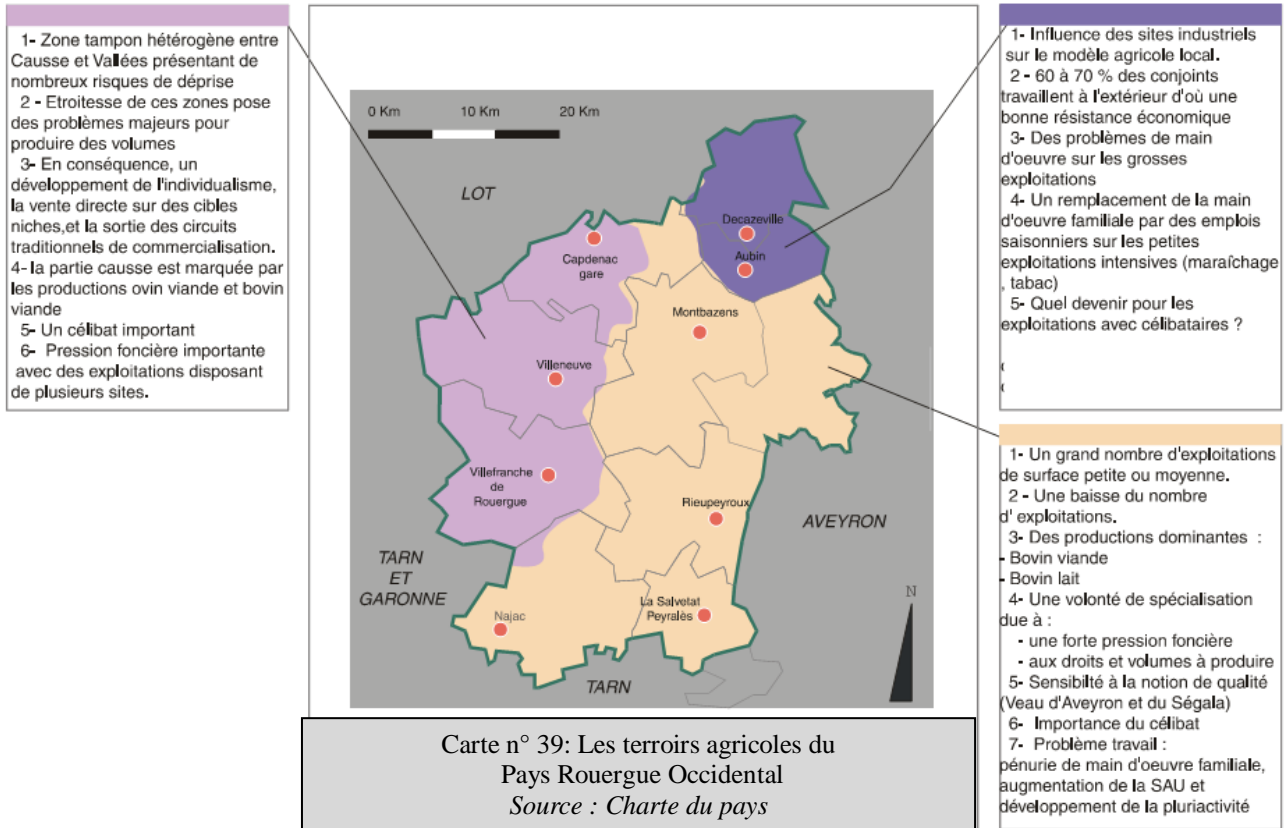 1- Zone tampon hétérogène entre
Causse et Vallées présentant de
nombreux risques de déprise
2 - Etroitesse de ces zones pose
des problèmes majeurs pour
produire des volumes
3- En conséquence, un
développement de l'individualisme,
la vente directe sur des cibles
niches,et la sortie des circuits
traditionnels de commercialisation.
4- la partie causse est marquée par
les productions ovin viande et bovin
viande
5- Un célibat important
6- Pression foncière importante
avec des exploitations disposant
de plusieurs sites.
0 Km 10 Km 20 Km
LOT
Decazeville
Aubin
Capdenac
gare
Montbazens
Villeneuve
Villefranche
de
Rouergue
Rieupeyroux
AVEYRON
TARN
ET
GARONNE
Najac
La Salvetat
Peyralès
N
TARN
Carte n° 39: Les terroirs agricoles du
Pays Rouergue Occidental
Source : Charte du pays
1- Influence des sites industriels
sur le modèle agricole local.
2 - 60 à 70 % des conjoints
travaillent à l'extérieur d'où une
bonne résistance économique
3- Des problèmes de main
d'oeuvre sur les grosses
exploitations
4- Un remplacement de la main
d'oeuvre familiale par des emplois
saisonniers sur les petites
exploitations intensives (maraîchage
, tabac)
5- Quel devenir pour les
exploitations avec célibataires ?
1- Un grand nombre d'exploitations
de surface petite ou moyenne.
2 - Une baisse du nombre
d' exploitations.
3- Des productions dominantes :
- Bovin viande
- Bovin lait
4- Une volonté de spécialisation
due à :
- une forte pression foncière
- aux droits et volumes à produire
5- Sensibilté à la notion de qualité
(Veau d'Aveyron et du Ségala)
6- Importance du célibat
7- Problème travail :
pénurie de main d'oeuvre familiale,
augmentation de la SAU et
développement de la pluriactivité